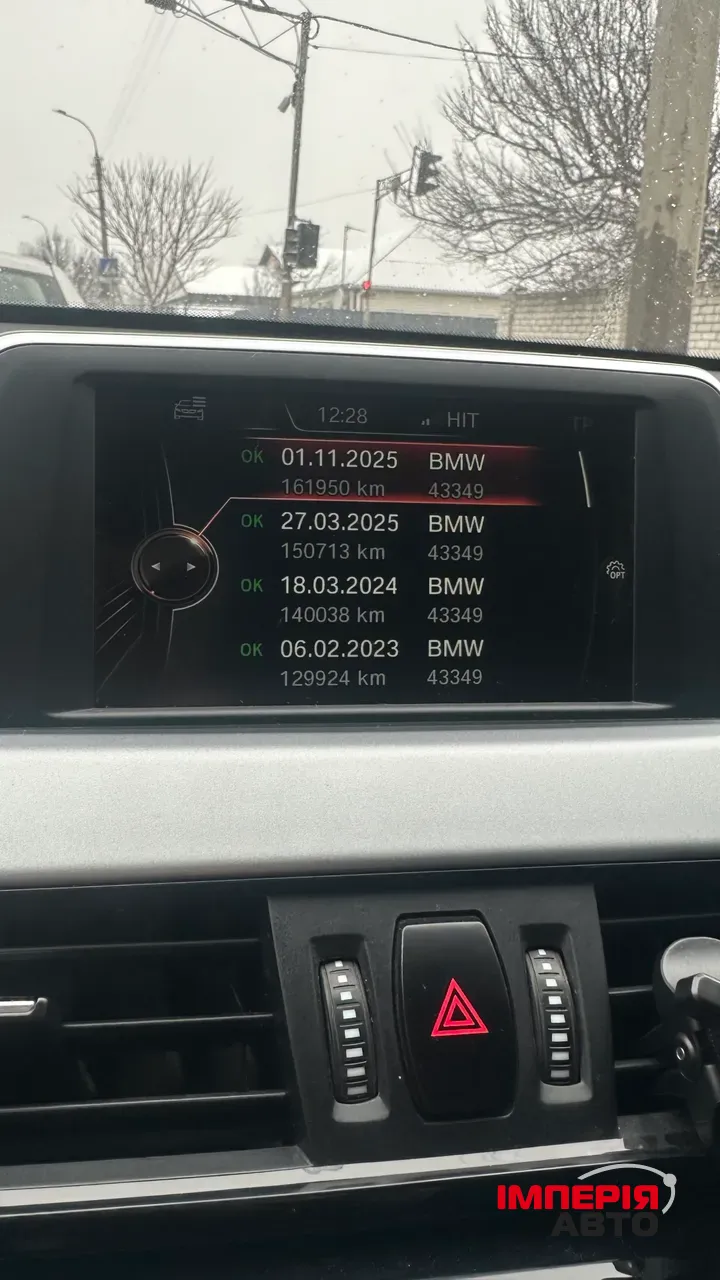 12:28 HIT TP
OK 01.11.2025 BMW
161950 km 43349
OK 27.03.2025 BMW
150713 km 43349
OPT
OK 18.03.2024 BMW
140038 km 43349
OK 06.02.2023 BMW
129924 km 43349
ІМПЕРІЯ
АВТО